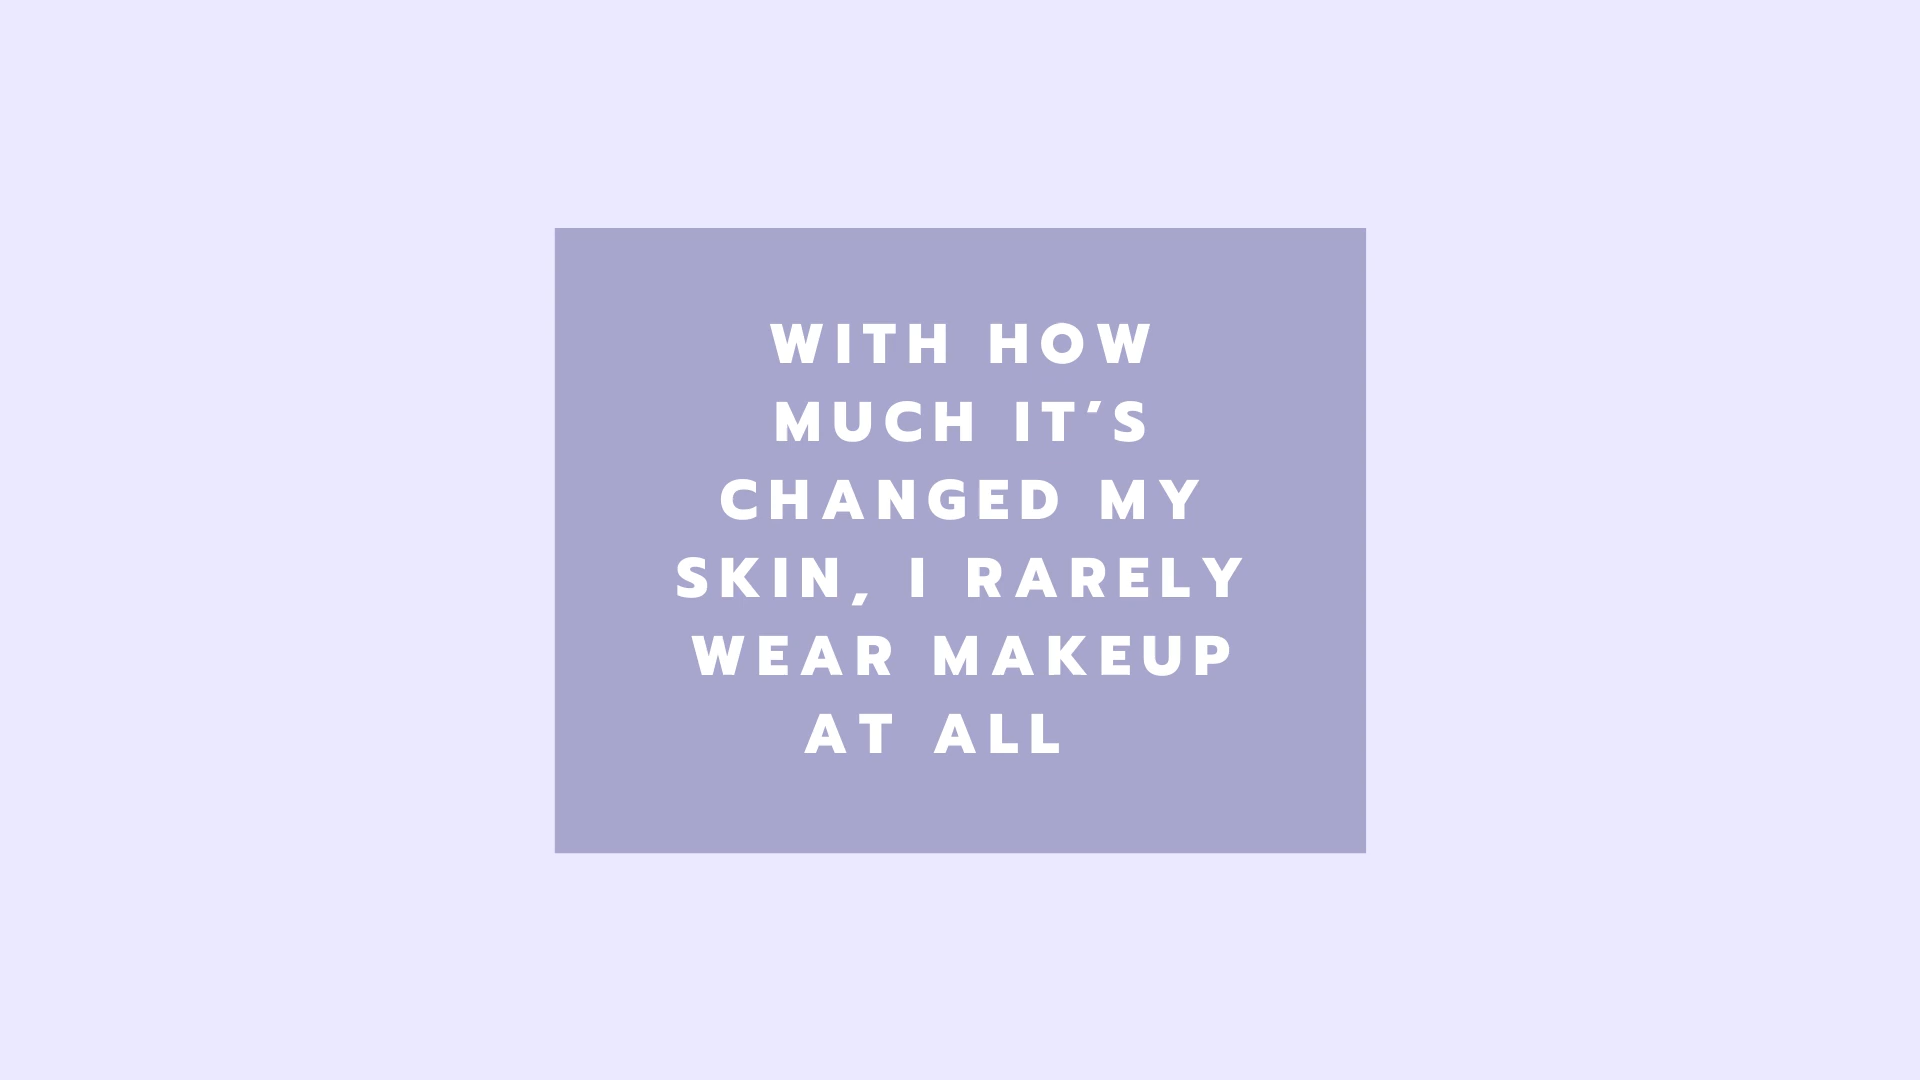 WITH HOW
MUCH IT'S
CHANGED MY
SKIN, I RARELY
WEAR MAKEUP
AT ALL